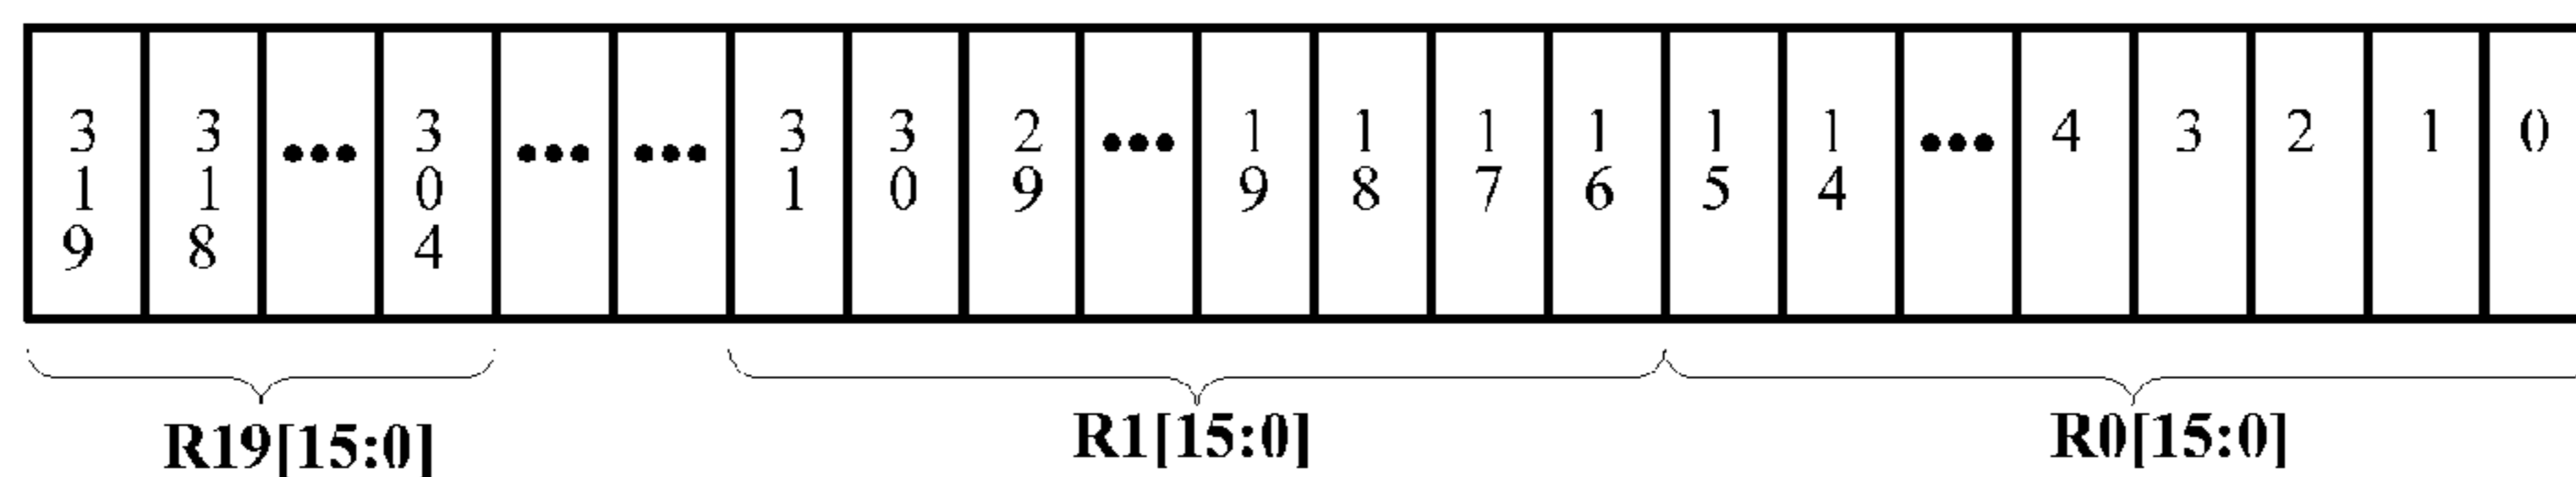 319 318 ••• 304 ••• ••• 31 30 29 ••• 19 18 17 16 15 14 ••• 4 3 2 1 0
R19[15:0] R1[15:0] R0[15:0]